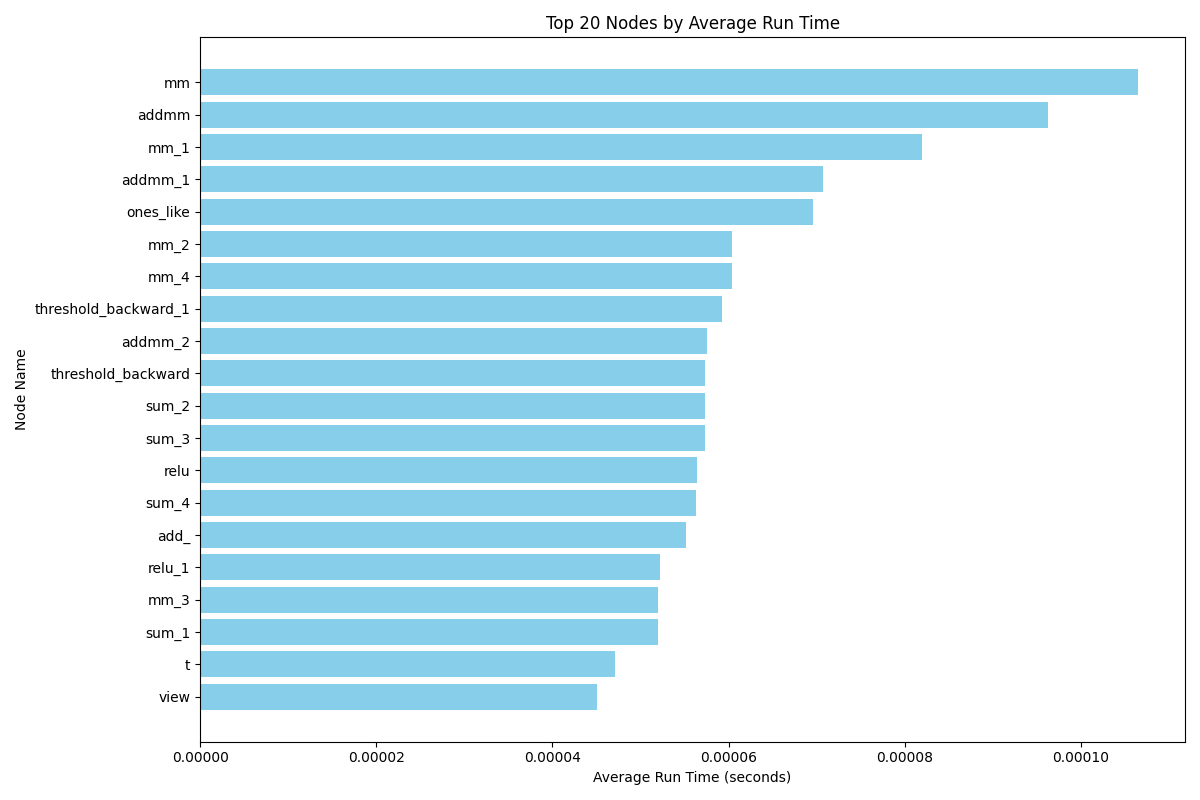 Top 20 Nodes by Average Run Time
Node Name
mm
addmm
mm_1
addmm_1
ones_like
mm_2
mm_4
threshold_backward_1
addmm_2
threshold_backward
sum_2
sum_3
relu
sum_4
add_
relu_1
mm_3
sum_1
t
view
0.00000 0.00002 0.00004 0.00006 0.00008 0.00010
Average Run Time (seconds)